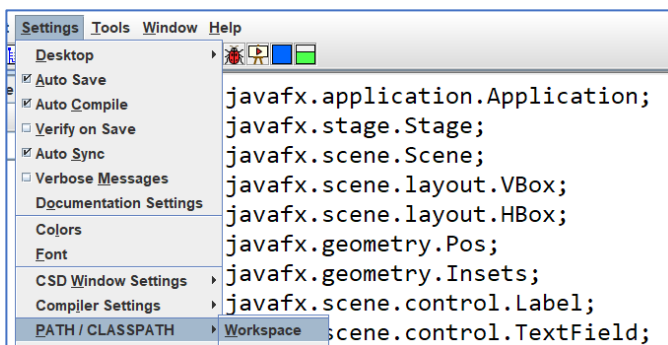 Settings Tools Window Help
Desktop
Auto Save
Auto Compile
Verify on Save
Auto Sync
Verbose Messages
Documentation Settings
Colors
Font
CSD Window Settings
Compiler Settings
PATH / CLASSPATH
Workspace
javafx.application.Application;
javafx.stage.Stage;
javafx.scene.Scene;
javafx.scene.layout.VBox;
javafx.scene.layout.HBox;
javafx.geometry.Pos;
javafx.geometry.Insets;
javafx.scene.control.Label;
scene.control.TextField;